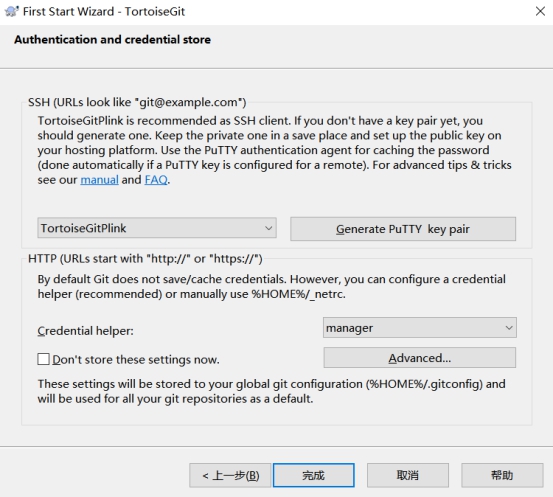 First Start Wizard - TortoiseGit
Authentication and credential store
SSH (URLs look like "git@example.com")
TortoiseGitPlink is recommended as SSH client. If you don't have a key pair yet, you
should generate one. Keep the private one in a save place and set up the public key on
your hosting platform. Use the PuTTY authentication agent for caching the password
(done automatically if a PuTTY key is configured for a remote). For advanced tips & tricks
see our manual and FAQ.
TortoiseGitPlink
Generate PuTTY key pair
HTTP (URLs start with "http://" or "https://")
By default Git does not save/cache credentials. However, you can configure a credential
helper (recommended) or manually use %HOME%/_netrc.
Credential helper:
manager
Don't store these settings now.
Advanced...
These settings will be stored to your global git configuration (%HOME%/.gitconfig) and
will be used for all your git repositories as a default.
< 上一步(B)
完成
取消
帮助